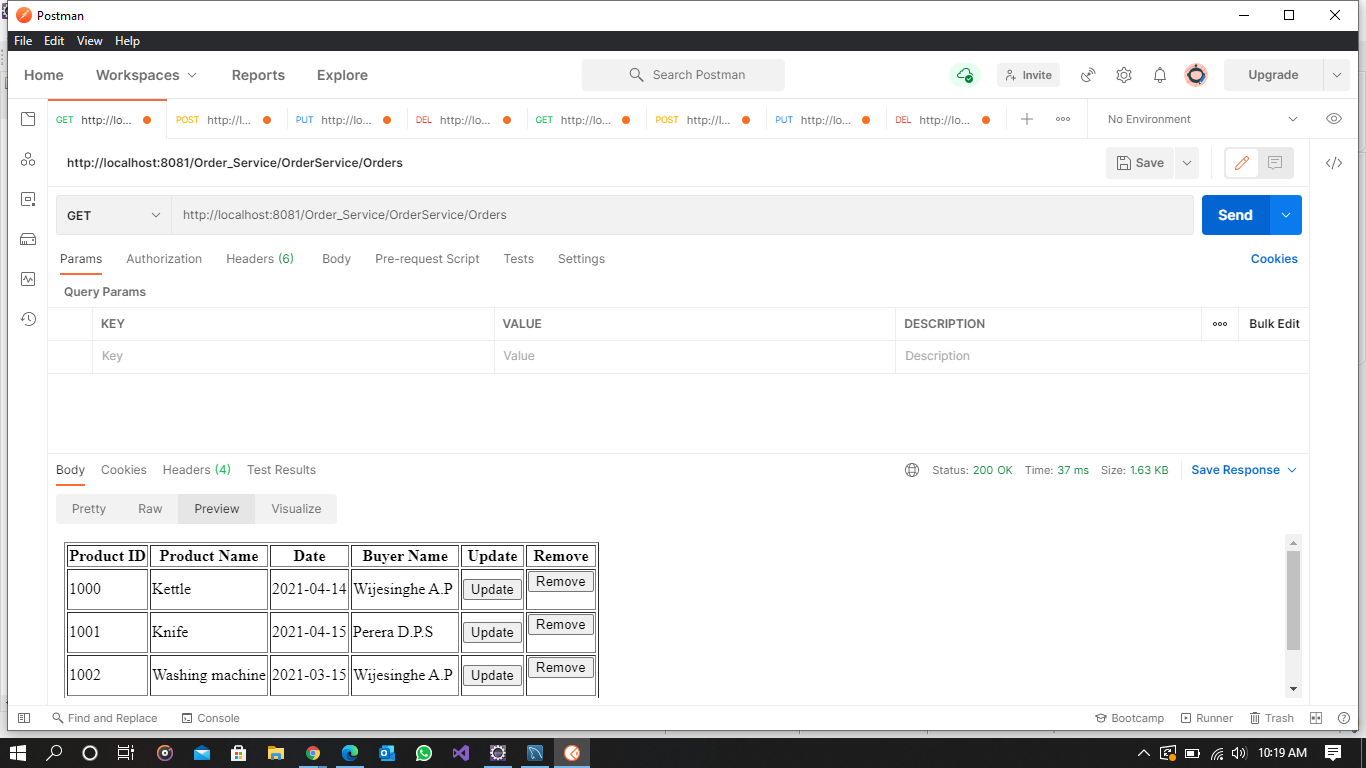 Postman
File Edit View Help
Home Workspaces Reports Explore Search Postman Invite Upgrade
GET http://lo... POST http://l... PUT http://lo... DEL http://lo... GET http://lo... POST http://l... PUT http://lo... DEL http://lo... No Environment
http://localhost:8081/Order_Service/OrderService/Orders Save
GET http://localhost:8081/Order_Service/OrderService/Orders Send
Params Authorization Headers (6) Body Pre-request Script Tests Settings Cookies
Query Params
KEY VALUE DESCRIPTION Bulk Edit
Key Value Description
Body Cookies Headers (4) Test Results Status: 200 OK Time: 37 ms Size: 1.63 KB Save Response
Pretty Raw Preview Visualize
Product ID Product Name Date Buyer Name Update Remove
1000 Kettle 2021-04-14 Wijesinghe A.P Update Remove
1001 Knife 2021-04-15 Perera D.P.S Update Remove
1002 Washing machine 2021-03-15 Wijesinghe A.P Update Remove
Find and Replace Console Bootcamp Runner Trash
10:19 AM